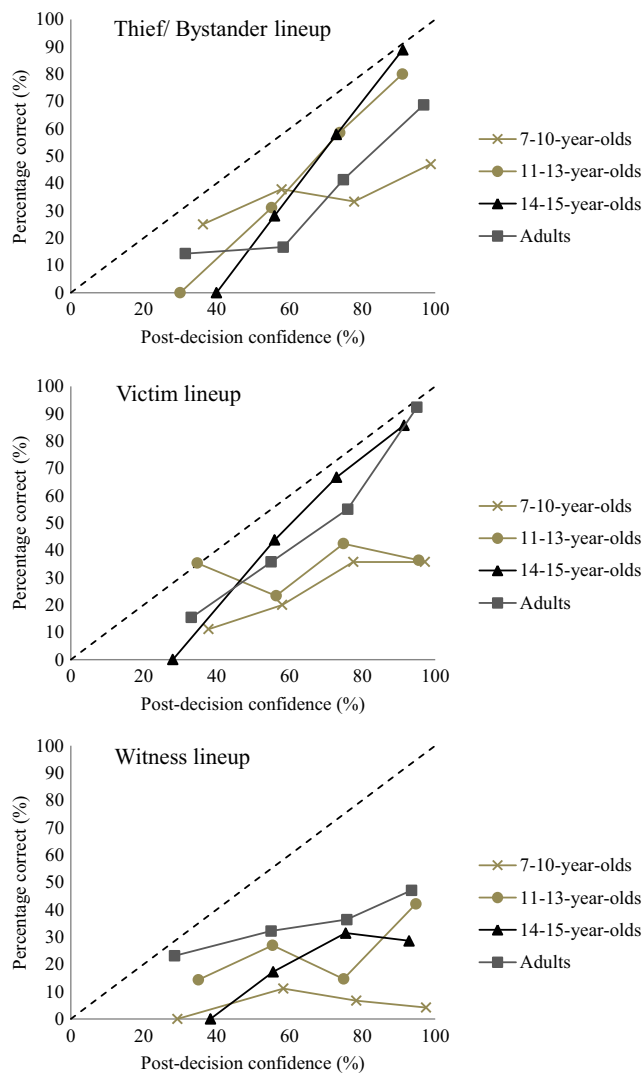 Thief/ Bystander lineup
Percentage correct (%)
100
90
80
70
60
50
40
30
20
10
0
0 20 40 60 80 100
Post-decision confidence (%)
7-10-year-olds
11-13-year-olds
14-15-year-olds
Adults
Victim lineup
Percentage correct (%)
100
90
80
70
60
50
40
30
20
10
0
0 20 40 60 80 100
Post-decision confidence (%)
7-10-year-olds
11-13-year-olds
14-15-year-olds
Adults
Witness lineup
Percentage correct (%)
100
90
80
70
60
50
40
30
20
10
0
0 20 40 60 80 100
Post-decision confidence (%)
7-10-year-olds
11-13-year-olds
14-15-year-olds
Adults